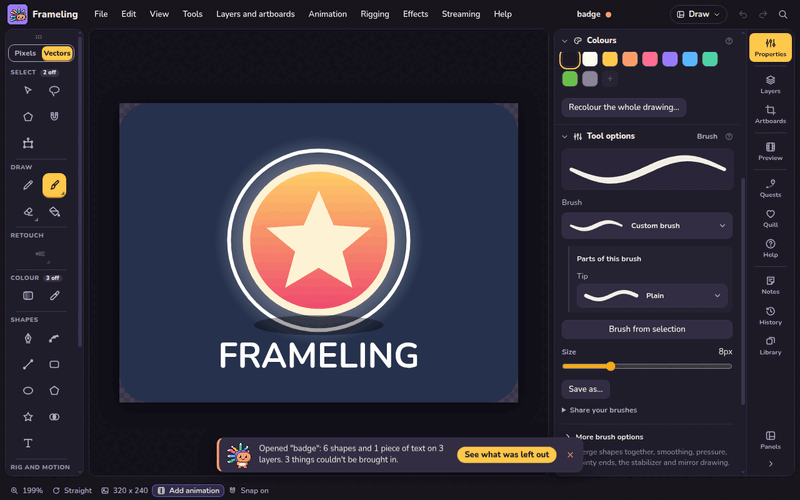 Frameling
File
Edit
View
Tools
Layers and artboards
Animation
Rigging
Effects
Streaming
Help
badge
Draw
Pixels
Vectors
SELECT
2 off
DRAW
RETOUCH
COLOUR
3 off
SHAPES
RIG AND MOTION
FRAMELING
Opened "badge": 6 shapes and 1 piece of text on 3
layers. 3 things couldn't be brought in.
See what was left out
Colours
Recolour the whole drawing...
Tool options
Brush
Brush
Custom brush
Parts of this brush
Tip
Plain
Brush from selection
Size
8px
Save as...
Share your brushes
More brush options
erge shapes together, smoothing, pressure,
nty ends, the stabilizer and mirror drawing.
Properties
Layers
Artboards
Preview
Quests
Quill
Help
Notes
History
Library
Panels
199%
Straight
320 x 240
Add animation
Snap on